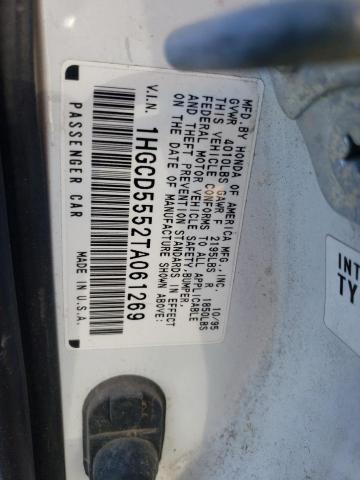 MFD.BY HONDA OF AMERICA MFG.,INC. 10/95
GVWR 4010LBS GAWR F 2195LBS R 1850LBS
THIS VEHICLE CONFORMS TO ALL APPLICABLE
FEDERAL MOTOR VEHICLE SAFETY,BUMPER,
AND THEFT PREVENTION STANDARDS IN EFFECT
ON THE DATE OF MANUFACTURE SHOWN ABOVE.
V.I.N. 1HGCD5552TA061269
PASSENGER CAR MADE IN U.S.A.
INT
TY